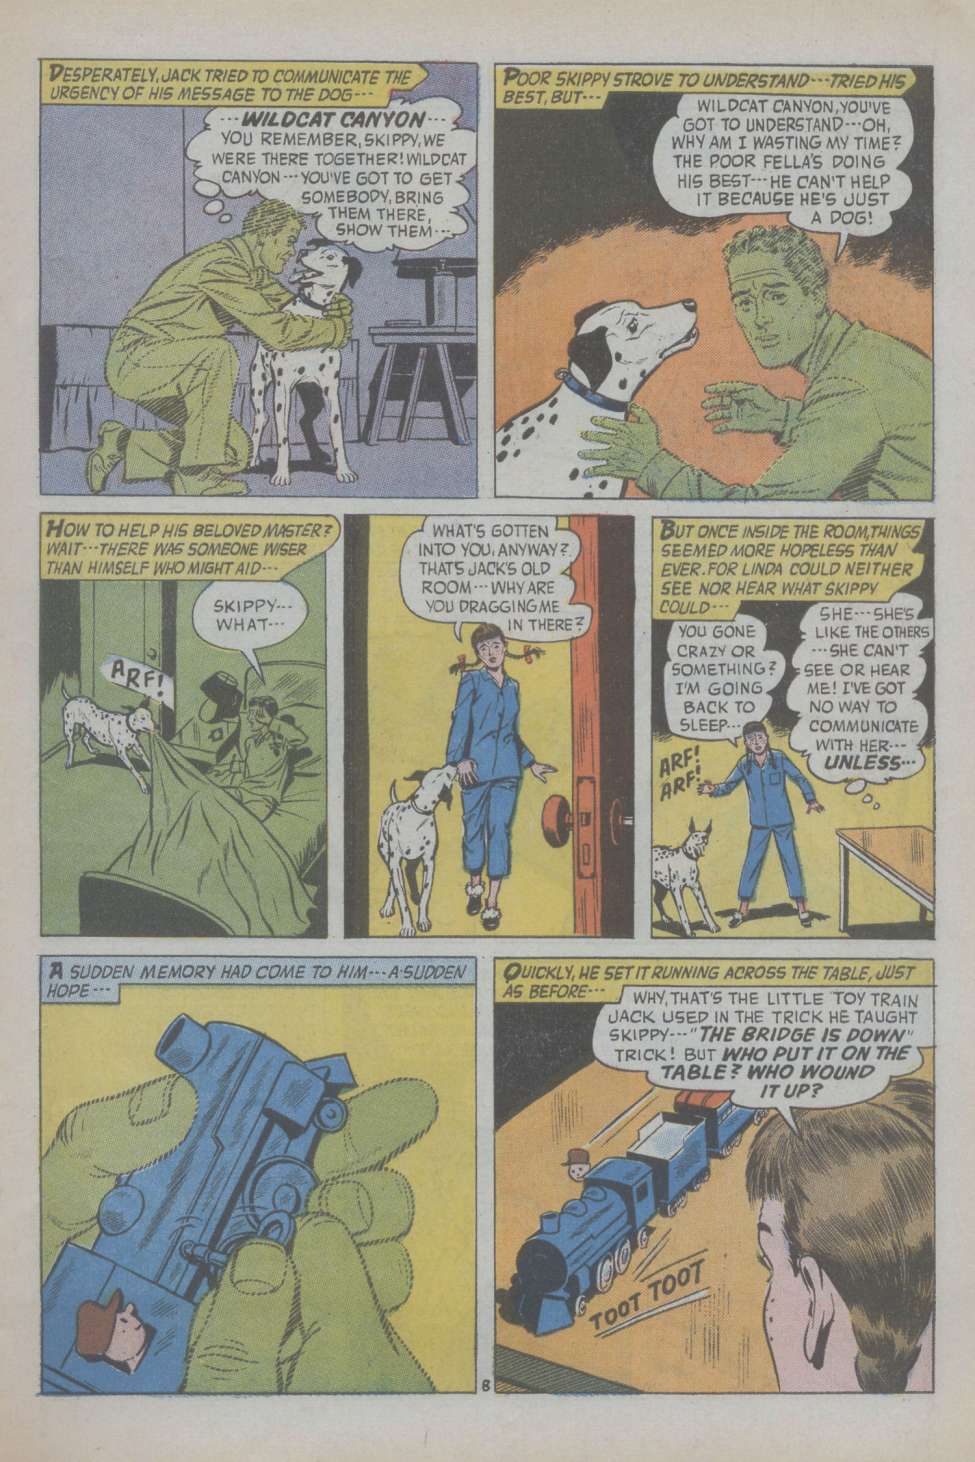 DESPERATELY, JACK TRIED TO COMMUNICATE THE
URGENCY OF HIS MESSAGE TO THE DOG---
---WILDCAT CANYON---
YOU REMEMBER, SKIPPY, WE
WERE THERE TOGETHER! WILDCAT
CANYON---YOU'VE GOT TO GET
SOMEBODY, BRING
THEM THERE,
SHOW THEM---
POOR SKIPPY STROVE TO UNDERSTAND---TRIED HIS
BEST, BUT---
WILDCAT CANYON, YOU'VE
GOT TO UNDERSTAND---OH,
WHY AM I WASTING MY TIME?
THE POOR FELLA'S DOING
HIS BEST---HE CAN'T HELP
IT BECAUSE HE'S JUST
A DOG!
HOW TO HELP HIS BELOVED MASTER?
WAIT---THERE WAS SOMEONE WISER
THAN HIMSELF WHO MIGHT AID---
SKIPPY---
WHAT---
ARF!
WHAT'S GOTTEN
INTO YOU, ANYWAY?
THAT'S JACK'S OLD
ROOM---WHY ARE
YOU DRAGGING ME
IN THERE?
BUT ONCE INSIDE THE ROOM, THINGS
SEEMED MORE HOPELESS THAN
EVER. FOR LINDA COULD NEITHER
SEE NOR HEAR WHAT SKIPPY
COULD---
YOU GONE
CRAZY OR
SOMETHING?
I'M GOING
BACK TO
SLEEP---
SHE---SHE'S
LIKE THE OTHERS
---SHE CAN'T
SEE OR HEAR
ME! I'VE GOT
NO WAY TO
COMMUNICATE
WITH HER---
UNLESS---
ARF!
ARF!
A SUDDEN MEMORY HAD COME TO HIM---A SUDDEN
HOPE---
QUICKLY, HE SET IT RUNNING ACROSS THE TABLE, JUST
AS BEFORE---
WHY, THAT'S THE LITTLE TOY TRAIN
JACK USED IN THE TRICK HE TAUGHT
SKIPPY---"THE BRIDGE IS DOWN"
TRICK! BUT WHO PUT IT ON THE
TABLE? WHO WOUND
IT UP?
TOOT TOOT
8